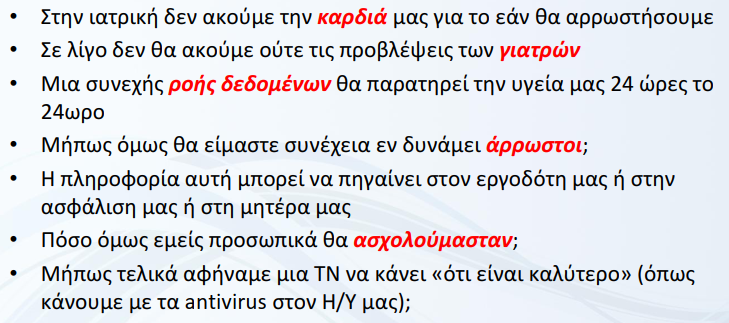 • Στην ιατρική δεν ακούμε την καρδιά μας για το εάν θα αρρωστήσουμε
• Σε λίγο δεν θα ακούμε ούτε τις προβλέψεις των γιατρών
• Μια συνεχής ροής δεδομένων θα παρατηρεί την υγεία μας 24 ώρες το
24ωρο
• Μήπως όμως θα είμαστε συνέχεια εν δυνάμει άρρωστοι;
• Η πληροφορία αυτή μπορεί να πηγαίνει στον εργοδότη μας ή στην
ασφάλιση μας ή στη μητέρα μας
• Πόσο όμως εμείς προσωπικά θα ασχολούμασταν;
• Μήπως τελικά αφήναμε μια ΤΝ να κάνει «ότι είναι καλύτερο» (όπως
κάνουμε με τα antivirus στον Η/Υ μας);